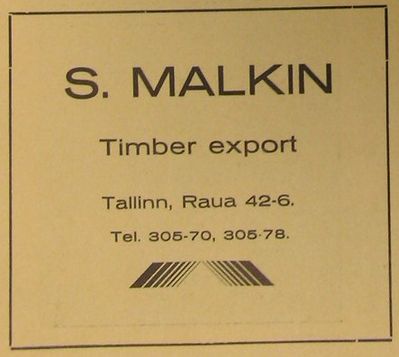 S. MALKIN
Timber export
Tallinn, Raua 42-6.
Tel. 305-70, 305-78.